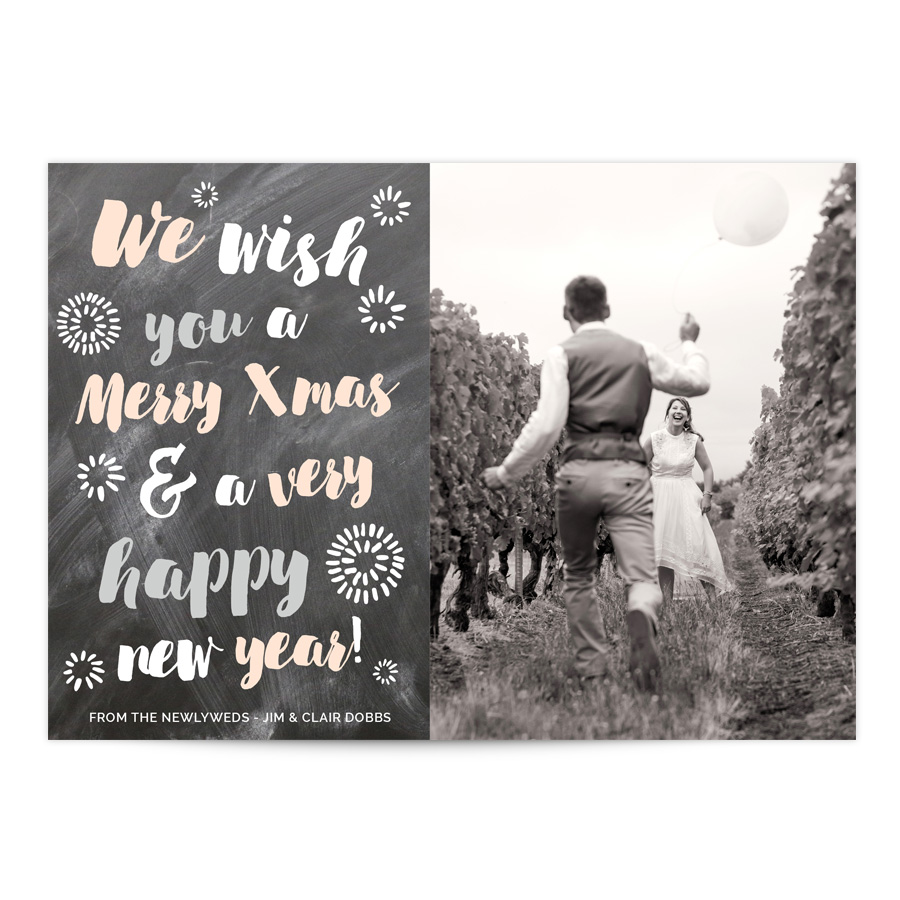 We wish
you a
Merry Xmas
& a very
happy
new year!
FROM THE NEWLYWEDS - JIM & CLAIR DOBBS